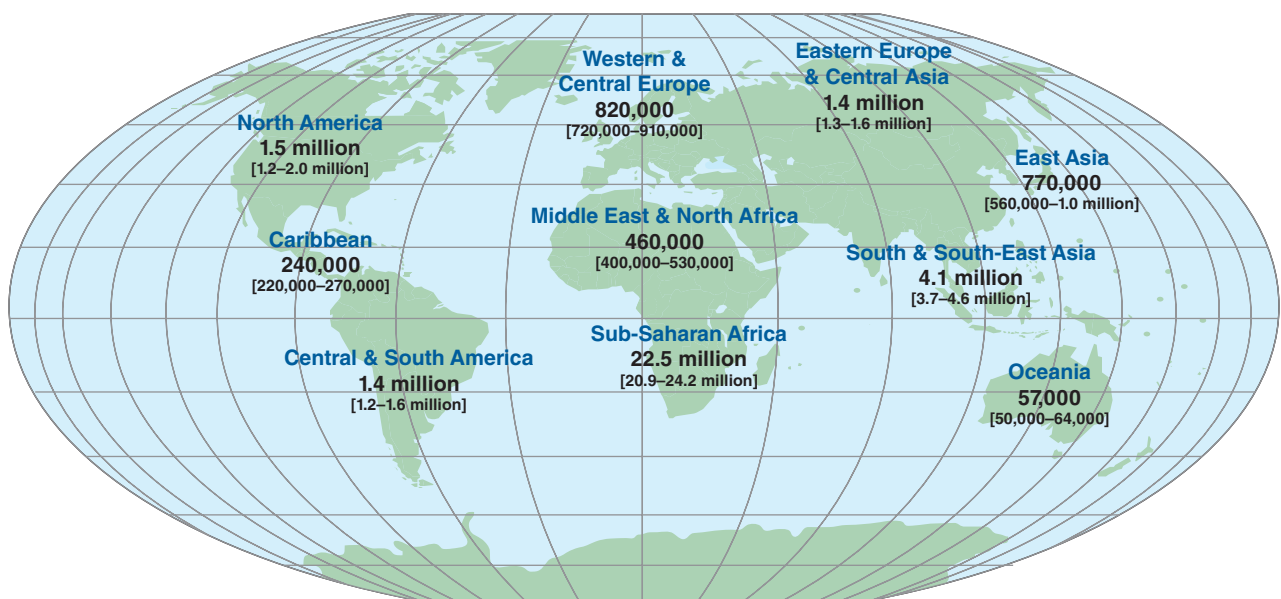 Western &
Central Europe
820,000
[720,000–910,000]
Eastern Europe
& Central Asia
1.4 million
[1.3–1.6 million]
North America
1.5 million
[1.2–2.0 million]
East Asia
770,000
[560,000–1.0 million]
Middle East & North Africa
460,000
[400,000–530,000]
Caribbean
240,000
[220,000–270,000]
South & South-East Asia
4.1 million
[3.7–4.6 million]
Sub-Saharan Africa
22.5 million
[20.9–24.2 million]
Central & South America
1.4 million
[1.2–1.6 million]
Oceania
57,000
[50,000–64,000]